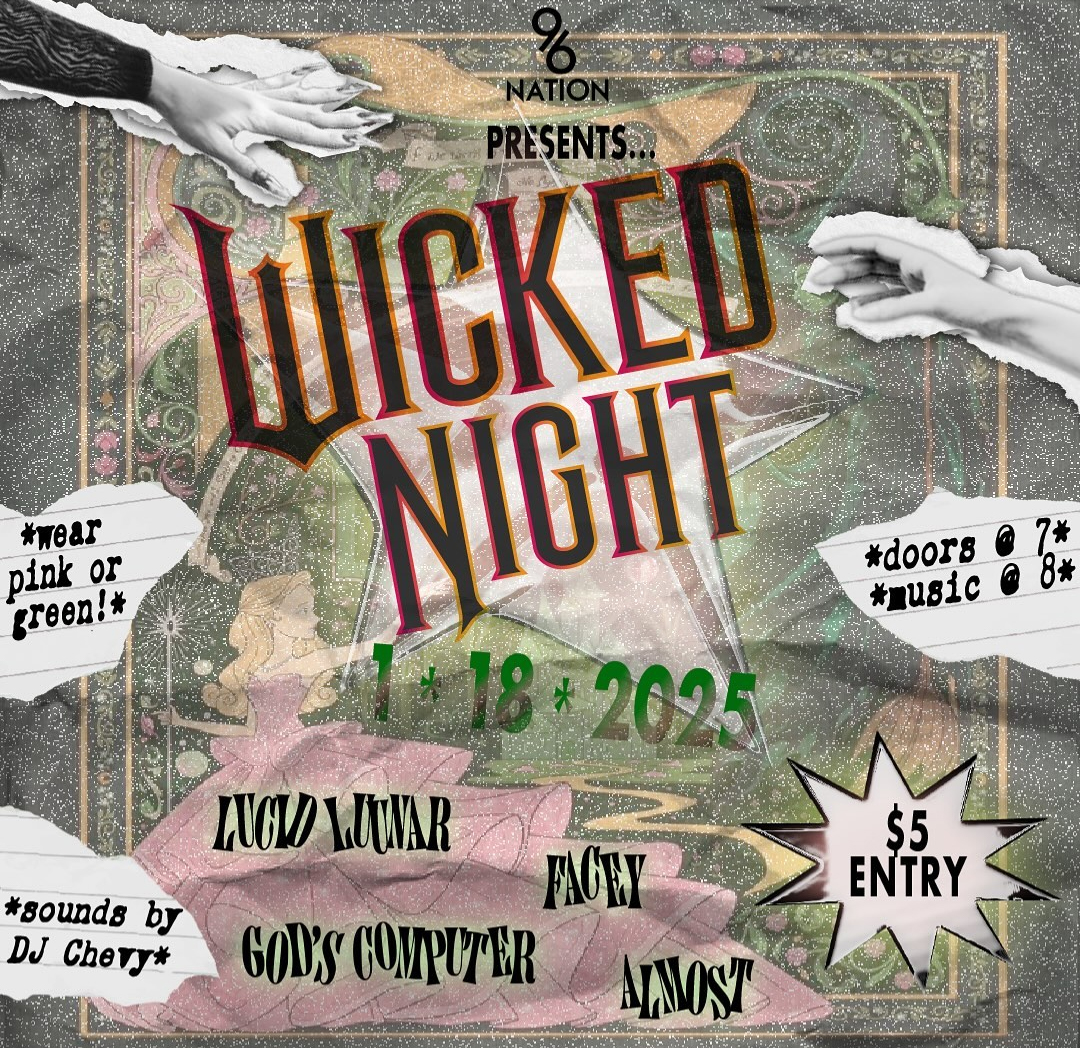 96
NATION
PRESENTS...
WICKED
NIGHT
*wear
pink or
green!*
*doors @ 7*
*music @ 8*
1 * 18 * 2025
LUCID LUNAR
FACEY
$5
ENTRY
GOD'S COMPUTER
ALMOST
*sounds by
DJ Chevy*